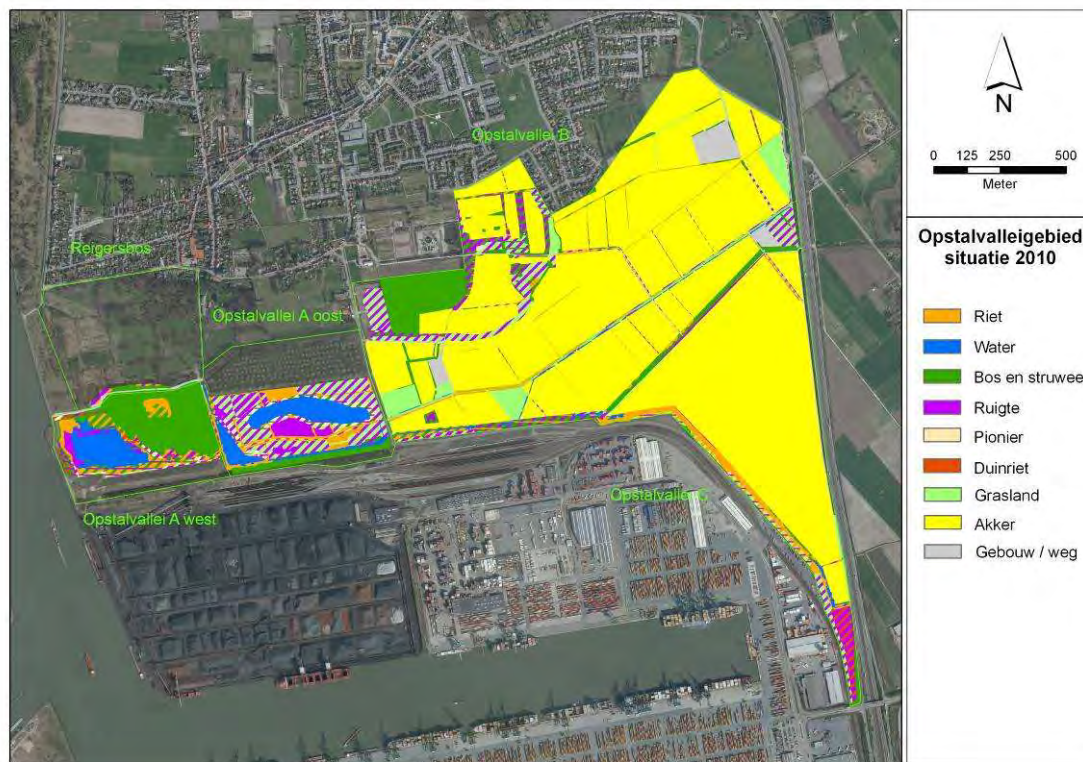 Opstalvallei B
Reigersbos
Opstalvallei A oost
Opstalvallei A west
Opstalvallei C
N
0 125 250 500
Meter
Opstalvalleigebied
situatie 2010
Riet
Water
Bos en struwee
Ruigte
Pionier
Duinriet
Grasland
Akker
Gebouw / weg